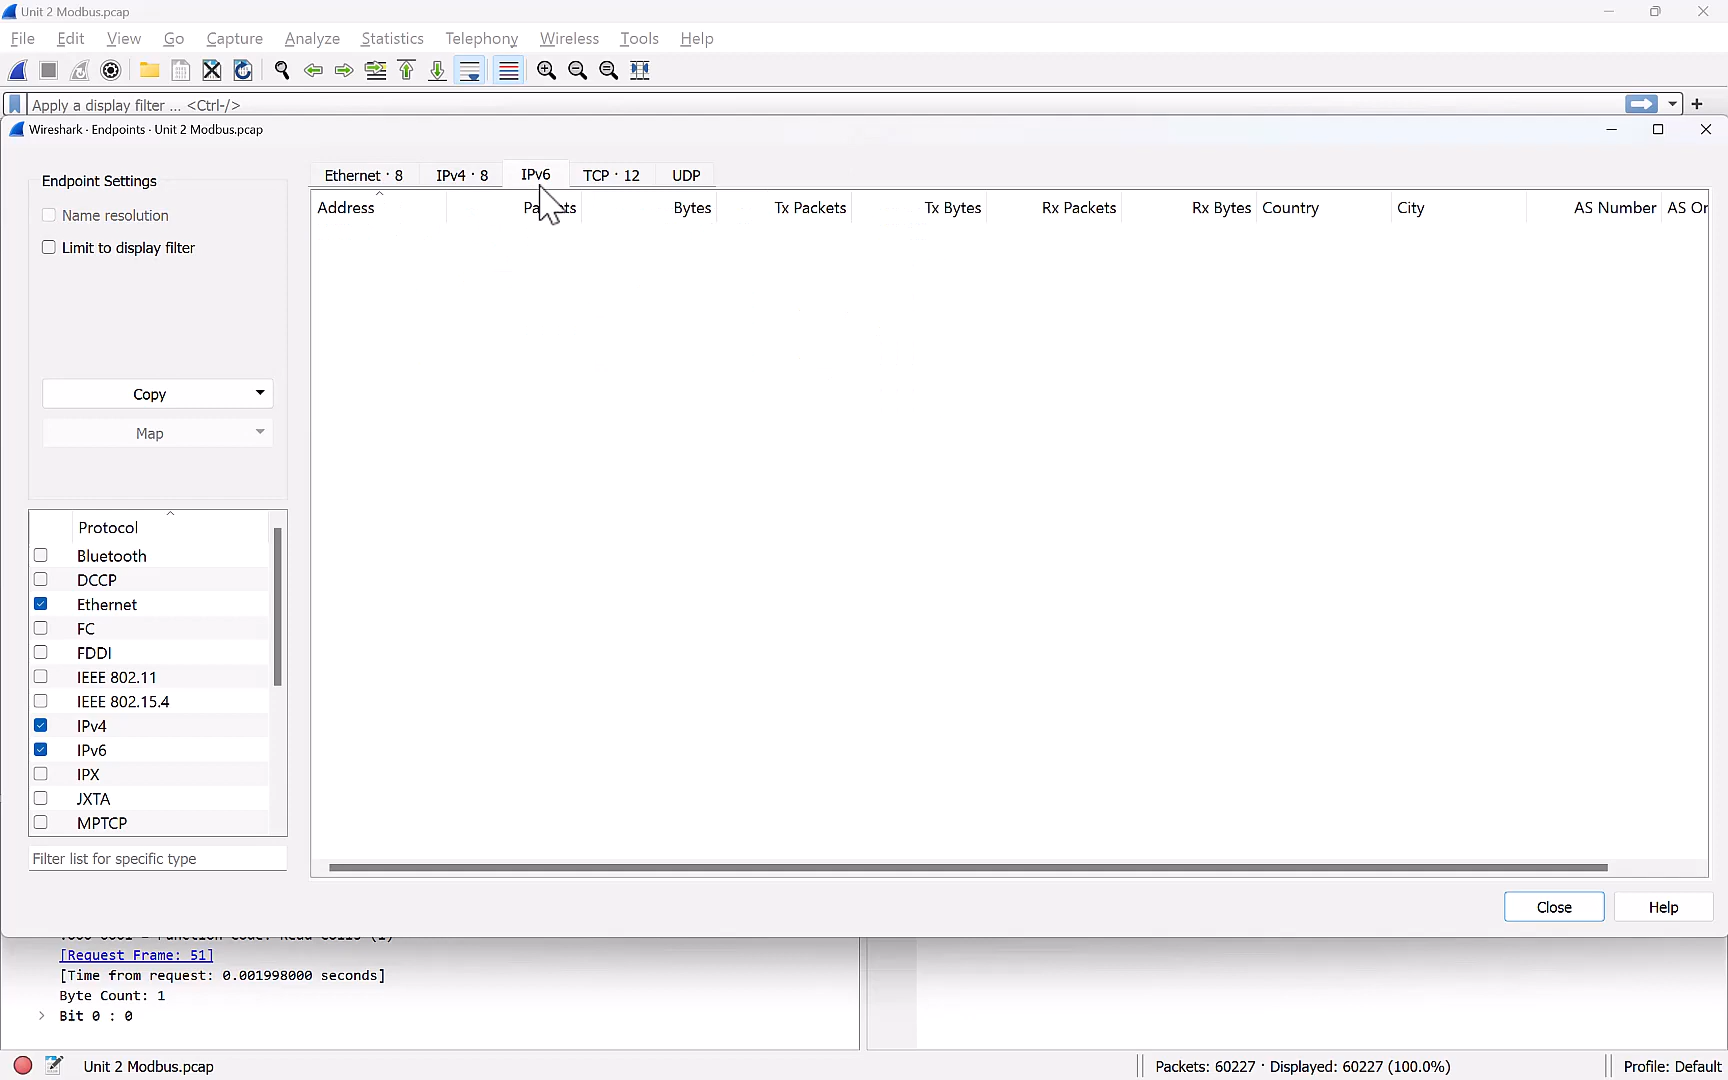 Unit 2 Modbus.pcap
File Edit View Go Capture Analyze Statistics Telephony Wireless Tools Help
Apply a display filter ... <Ctrl-/>
Wireshark · Endpoints · Unit 2 Modbus.pcap
Endpoint Settings
Name resolution
Limit to display filter
Copy
Map
Protocol
Bluetooth
DCCP
Ethernet
FC
FDDI
IEEE 802.11
IEEE 802.15.4
IPv4
IPv6
IPX
JXTA
MPTCP
Filter list for specific type
Ethernet · 8 IPv4 · 8 IPv6 TCP · 12 UDP
Address Packets Bytes Tx Packets Tx Bytes Rx Packets Rx Bytes Country City AS Number AS Or
Close Help
[Request Frame: 51]
[Time from request: 0.001998000 seconds]
Byte Count: 1
> Bit 0 : 0
Unit 2 Modbus.pcap
Packets: 60227 · Displayed: 60227 (100.0%)
Profile: Default